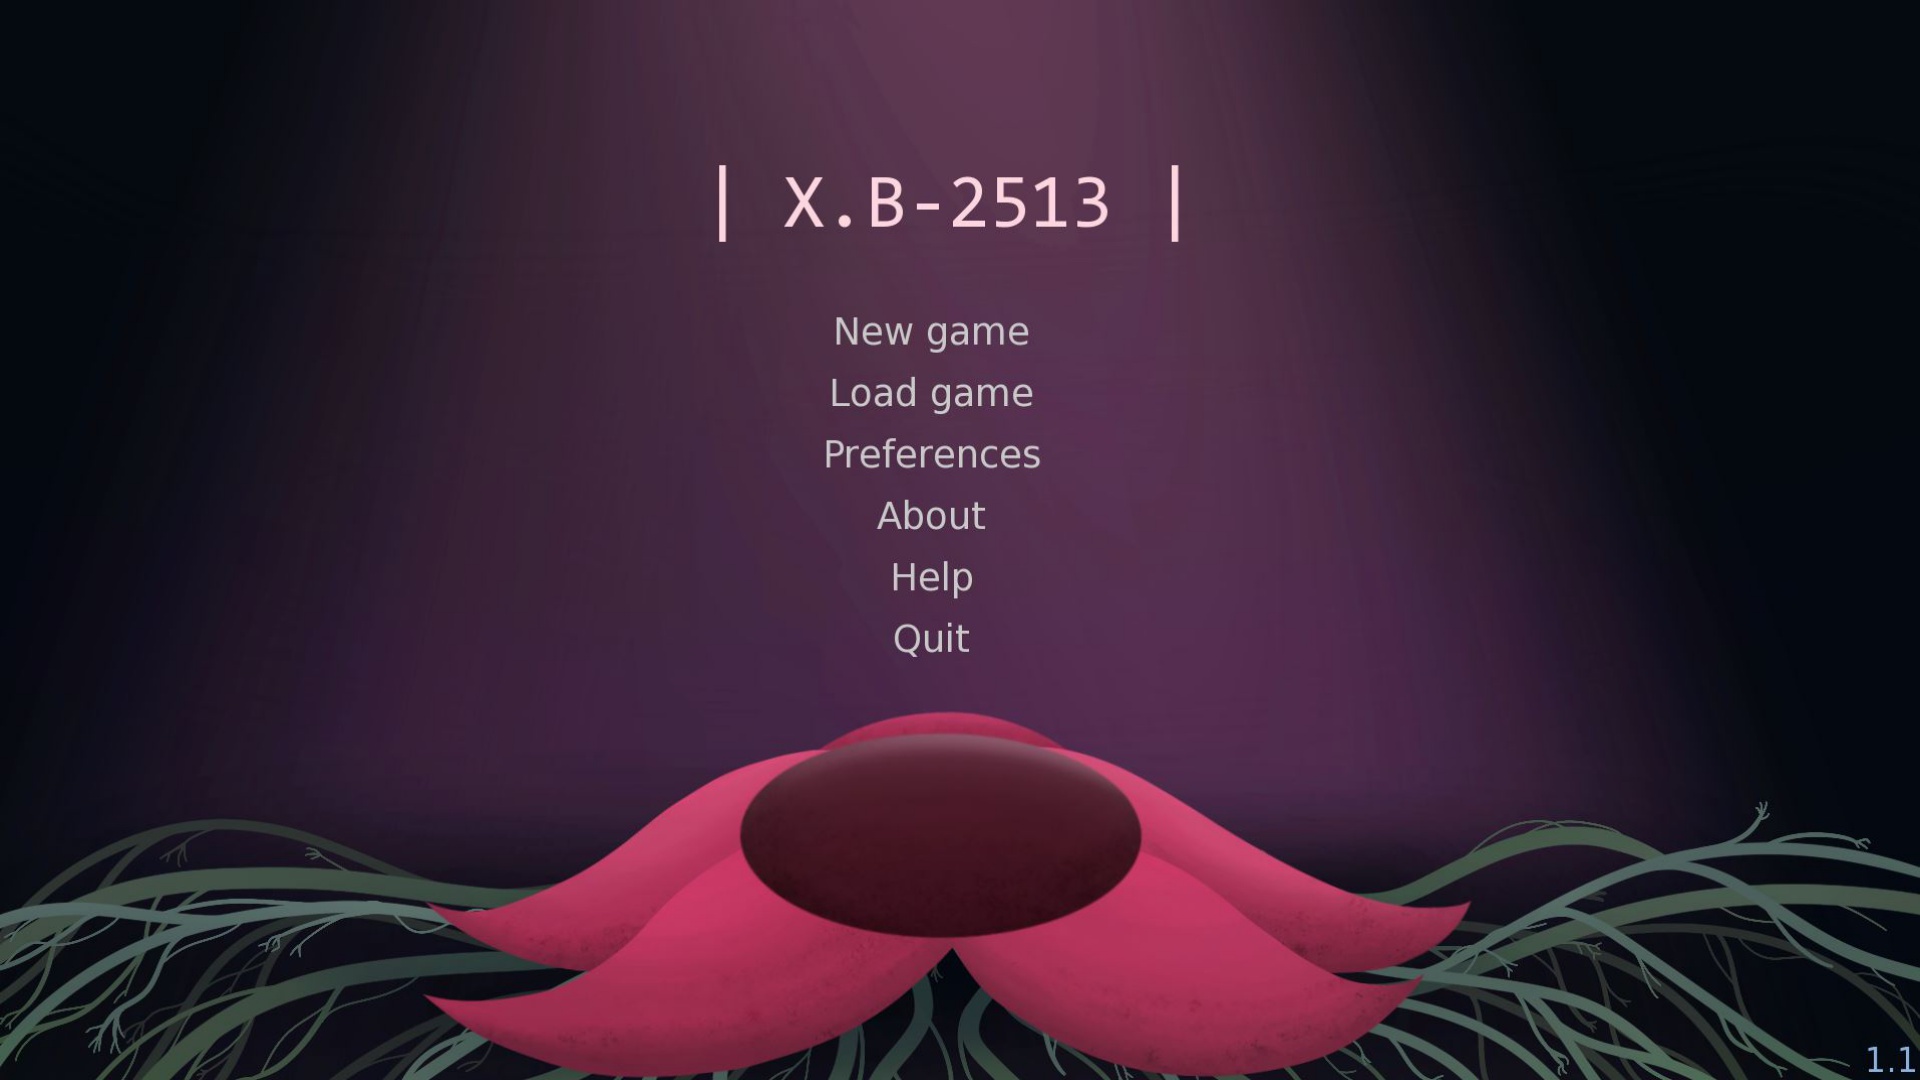 | X.B-2513 |
New game
Load game
Preferences
About
Help
Quit
1.1